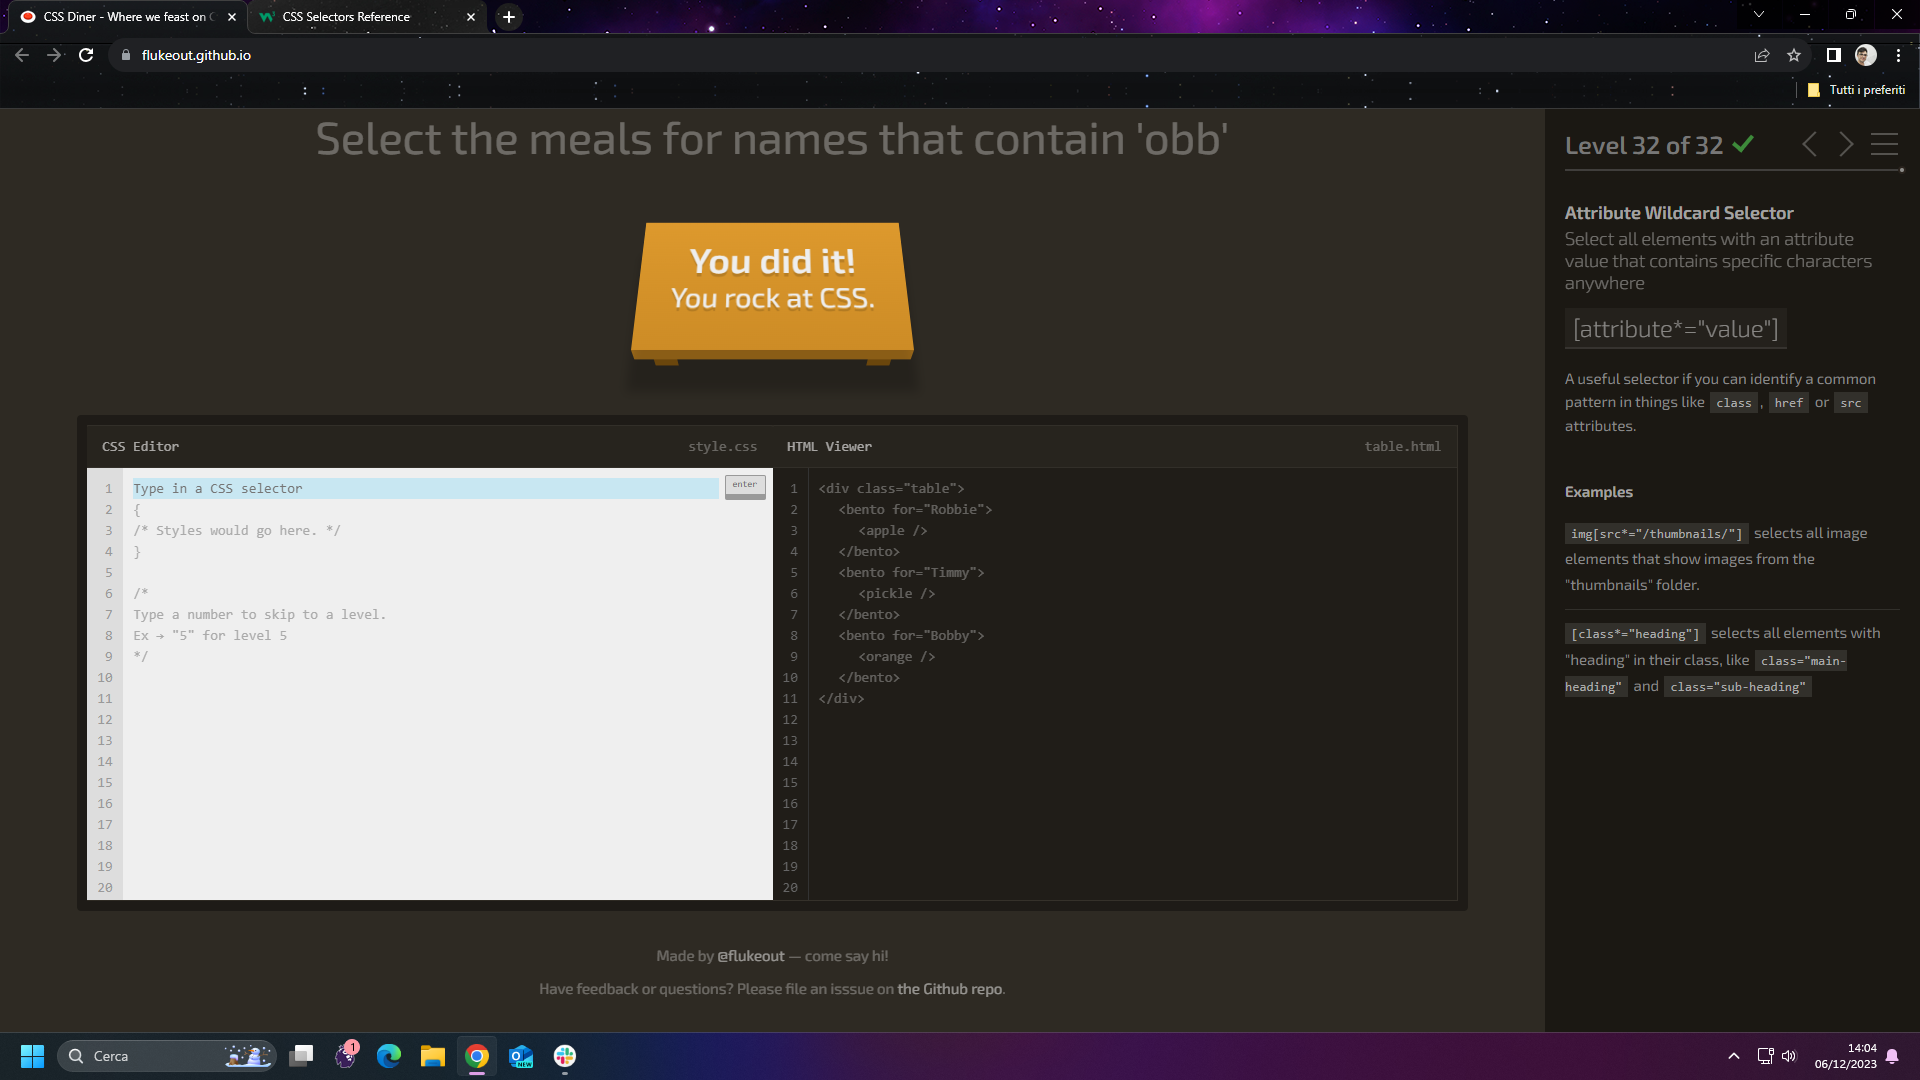 CSS Diner - Where we feast on C
CSS Selectors Reference
flukeout.github.io
Tutti i preferiti
Select the meals for names that contain 'obb'
You did it!
You rock at CSS.
CSS Editor
style.css
HTML Viewer
table.html
1 Type in a CSS selector
enter
2 {
3 /* Styles would go here. */
4 }
5
6 /*
7 Type a number to skip to a level.
8 Ex → "5" for level 5
9 */
10
11
12
13
14
15
16
17
18
19
20
1 <div class="table">
2 <bento for="Robbie">
3 <apple />
4 </bento>
5 <bento for="Timmy">
6 <pickle />
7 </bento>
8 <bento for="Bobby">
9 <orange />
10 </bento>
11 </div>
12
13
14
15
16
17
18
19
20
Made by @flukeout — come say hi!
Have feedback or questions? Please file an isssue on the Github repo.
Level 32 of 32
Attribute Wildcard Selector
Select all elements with an attribute
value that contains specific characters
anywhere
[attribute*="value"]
A useful selector if you can identify a common
pattern in things like class, href or src
attributes.
Examples
img[src*="/thumbnails/"] selects all image
elements that show images from the
"thumbnails" folder.
[class*="heading"] selects all elements with
"heading" in their class, like class="main-
heading" and class="sub-heading"
Cerca
1
NEW
14:04
06/12/2023